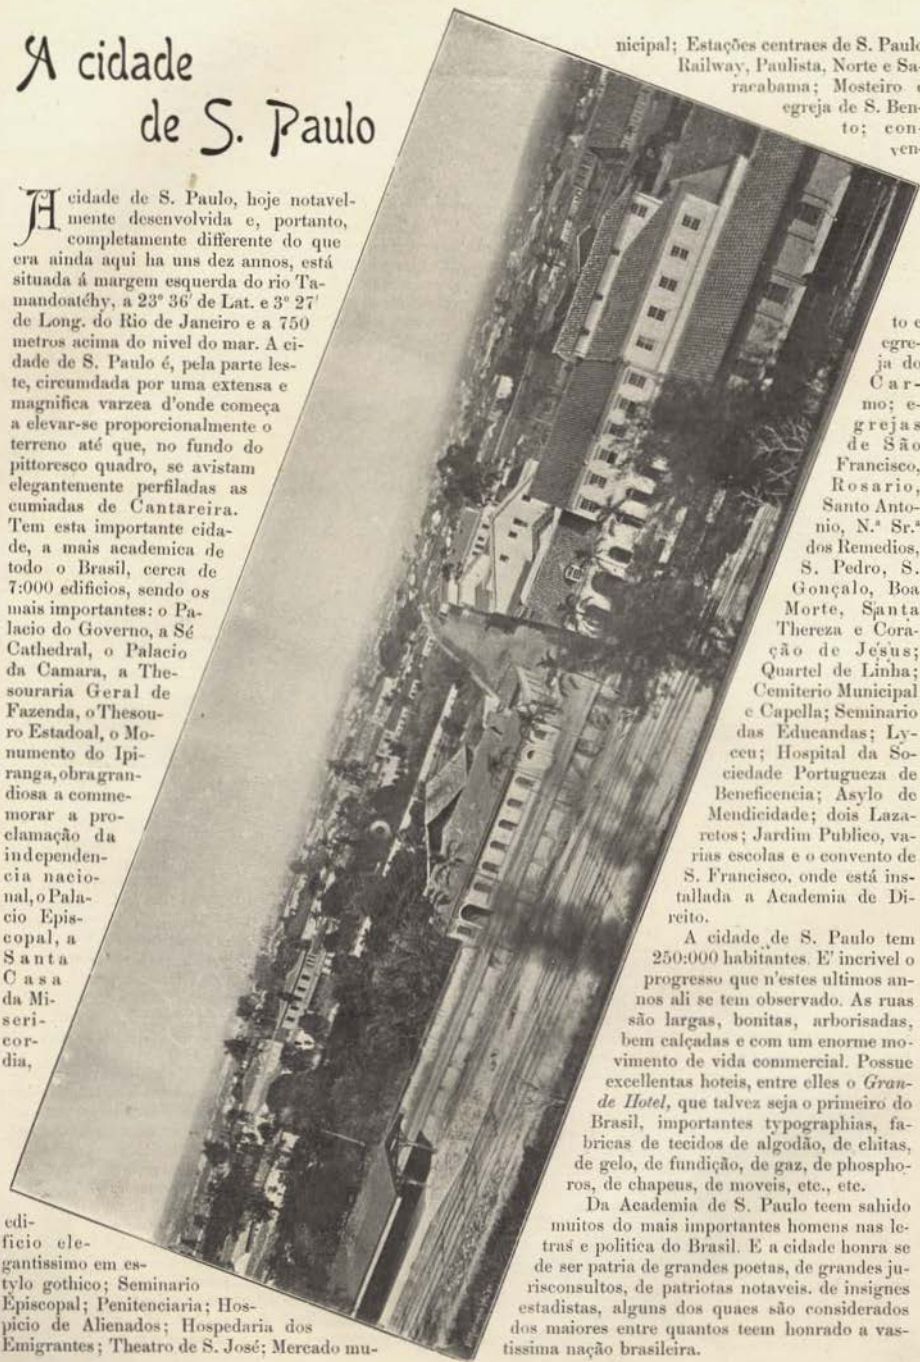 A cidade
de S. Paulo
A cidade de S. Paulo, hoje notavel-
mente desenvolvida e, portanto,
completamente differente do que
era ainda aqui ha uns dez annos, está
situada á margem esquerda do rio Ta-
mandoatéhy, a 23° 36′ de Lat. e 3° 27′
de Long. do Rio de Janeiro e a 750
metros acima do nivel do mar. A ci-
dade de S. Paulo é, pela parte les-
te, circumdada por uma extensa e
magnifica varzea d'onde começa
a elevar-se proporcionalmente o
terreno até que, no fundo do
pittoresco quadro, se avistam
elegantemente perfiladas as
cumiadas de Cantareira.
Tem esta importante cida-
de, a mais academica de
todo o Brasil, cerca de
7:000 edificios, sendo os
mais importantes: o Pa-
lacio do Governo, a Sé
Cathedral, o Palacio
da Camara, a The-
souraria Geral de
Fazenda, o Thesou-
ro Estadoal, o Mo-
numento do Ipi-
ranga, obra gran-
diosa a comme-
morar a pro-
clamação da
independen-
cia nacio-
nal, o Pala-
cio Epis-
copal, a
Santa
Casa
da Mi-
seri-
cor-
dia,
edi-
ficio ele-
gantissimo em es-
tylo gothico; Seminario
Episcopal; Penitenciaria; Hos-
picio de Alienados; Hospedaria dos
Emigrantes; Theatro de S. José; Mercado mu-
nicipal; Estações centraes de S. Paulo
Railway, Paulista, Norte e Sa-
racabama; Mosteiro e
egreja de S. Ben-
to; con-
ven-
to e
egre-
ja do
Car-
mo; e-
grejas
de São
Francisco,
Rosario,
Santo Anto-
nio, N.ª Sr.ª
dos Remedios,
S. Pedro, S.
Gonçalo, Boa
Morte, Santa
Thereza e Cora-
ção de Jesus;
Quartel de Linha;
Cemiterio Municipal
e Capella; Seminario
das Educandas; Ly-
ceu; Hospital da So-
ciedade Portugueza de
Beneficencia; Asylo de
Mendicidade; dois Laza-
retos; Jardim Publico, va-
rias escolas e o convento de
S. Francisco, onde está ins-
tallada a Academia de Di-
reito.
A cidade de S. Paulo tem
250:000 habitantes. E' incrivel o
progresso que n'estes ultimos an-
nos ali se tem observado. As ruas
são largas, bonitas, arborisadas,
bem calçadas e com um enorme mo-
vimento de vida commercial. Possue
excellentas hoteis, entre elles o Gran-
de Hotel, que talvez seja o primeiro do
Brasil, importantes typographias, fa-
bricas de tecidos de algodão, de chitas,
de gelo, de fundição, de gaz, de phospho-
ros, de chapeus, de moveis, etc., etc.
Da Academia de S. Paulo teem sahido
muitos do mais importantes homens nas le-
tras e politica do Brasil. E a cidade honra se
de ser patria de grandes poetas, de grandes ju-
risconsultos, de patriotas notaveis. de insignes
estadistas, alguns dos quaes são considerados
dos maiores entre quantos teem honrado a vas-
tissima nação brasileira.